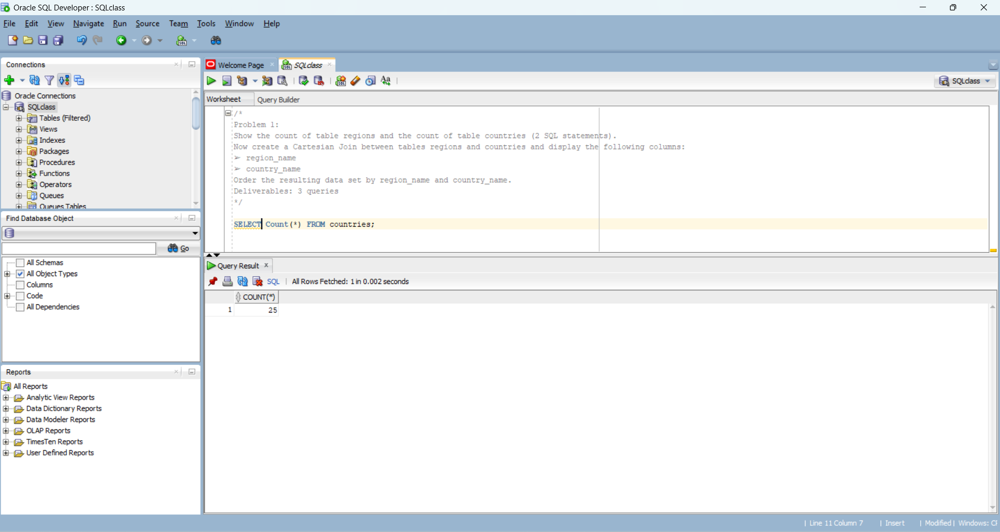 Oracle SQL Developer : SQLclass
File Edit View Navigate Run Source Team Tools Window Help
Connections
Oracle Connections
SQLclass
Tables (Filtered)
Views
Indexes
Packages
Procedures
Functions
Operators
Queues
Queues Tables
Find Database Object
Go
All Schemas
All Object Types
Columns
Code
All Dependencies
Reports
All Reports
Analytic View Reports
Data Dictionary Reports
Data Modeler Reports
OLAP Reports
TimesTen Reports
User Defined Reports
Welcome Page SQLclass
SQLclass
Worksheet Query Builder
/*
Problem 1:
Show the count of table regions and the count of table countries (2 SQL statements).
Now create a Cartesian Join between tables regions and countries and display the following columns:
➢ region_name
➢ country_name
Order the resulting data set by region_name and country_name.
Deliverables: 3 queries
*/
SELECT Count(*) FROM countries;
Query Result
SQL | All Rows Fetched: 1 in 0.002 seconds
COUNT(*)
1 25
| Line 11 Column 7 | Insert | Modified | Windows: CF